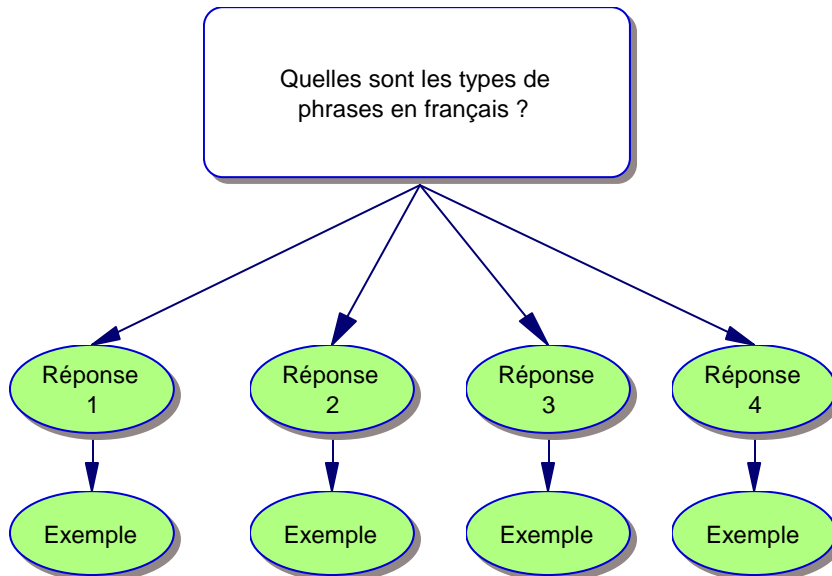 Quelles sont les types de
phrases en français ?
Réponse
1
Réponse
2
Réponse
3
Réponse
4
Exemple
Exemple
Exemple
Exemple